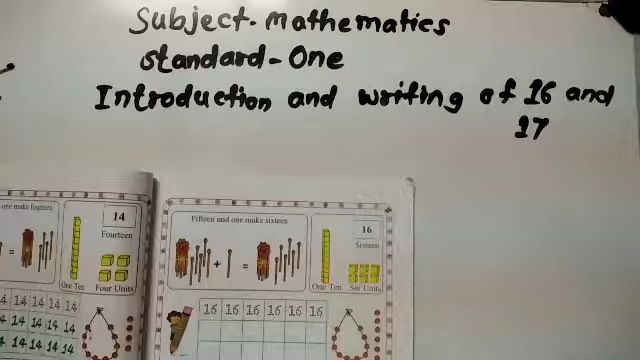 Subject. Mathematics
Standard - One
Introduction and writing of 16 and
17
one make fourteen
14
Fourteen
=
One Ten Four Units
14 14 14 14
14 14 14 14
14 14 14 14
Fifteen and one make sixteen
16
Sixteen
+ =
One Ten Six Units
16 16 16 16 16 16